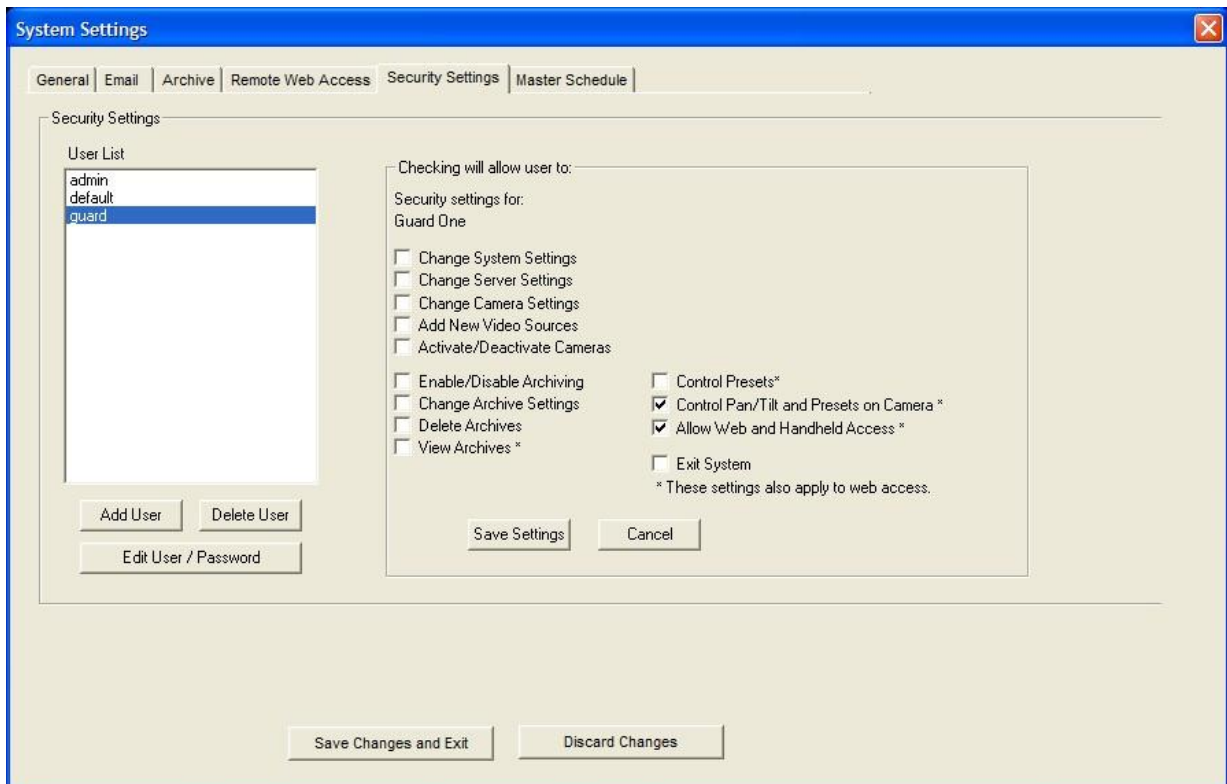 System Settings
General Email Archive Remote Web Access Security Settings Master Schedule
Security Settings
User List
admin
default
guard
Add User Delete User
Edit User / Password
Checking will allow user to:
Security settings for:
Guard One
Change System Settings
Change Server Settings
Change Camera Settings
Add New Video Sources
Activate/Deactivate Cameras
Enable/Disable Archiving
Change Archive Settings
Delete Archives
View Archives *
Control Presets*
Control Pan/Tilt and Presets on Camera *
Allow Web and Handheld Access *
Exit System
* These settings also apply to web access.
Save Settings Cancel
Save Changes and Exit Discard Changes